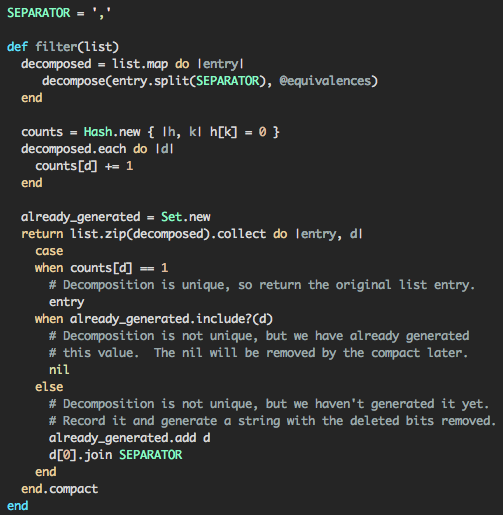 SEPARATOR = ','

def filter(list)
  decomposed = list.map do |entry|
     decompose(entry.split(SEPARATOR), @equivalences)
  end

  counts = Hash.new { |h, k| h[k] = 0 }
  decomposed.each do |d|
    counts[d] += 1
  end

  already_generated = Set.new
  return list.zip(decomposed).collect do |entry, d|
    case
    when counts[d] == 1
      # Decomposition is unique, so return the original list entry.
      entry
    when already_generated.include?(d)
      # Decomposition is not unique, but we have already generated
      # this value.  The nil will be removed by the compact later.
      nil
    else
      # Decomposition is not unique, but we haven't generated it yet.
      # Record it and generate a string with the deleted bits removed.
      already_generated.add d
      d[0].join SEPARATOR
    end
  end.compact
end